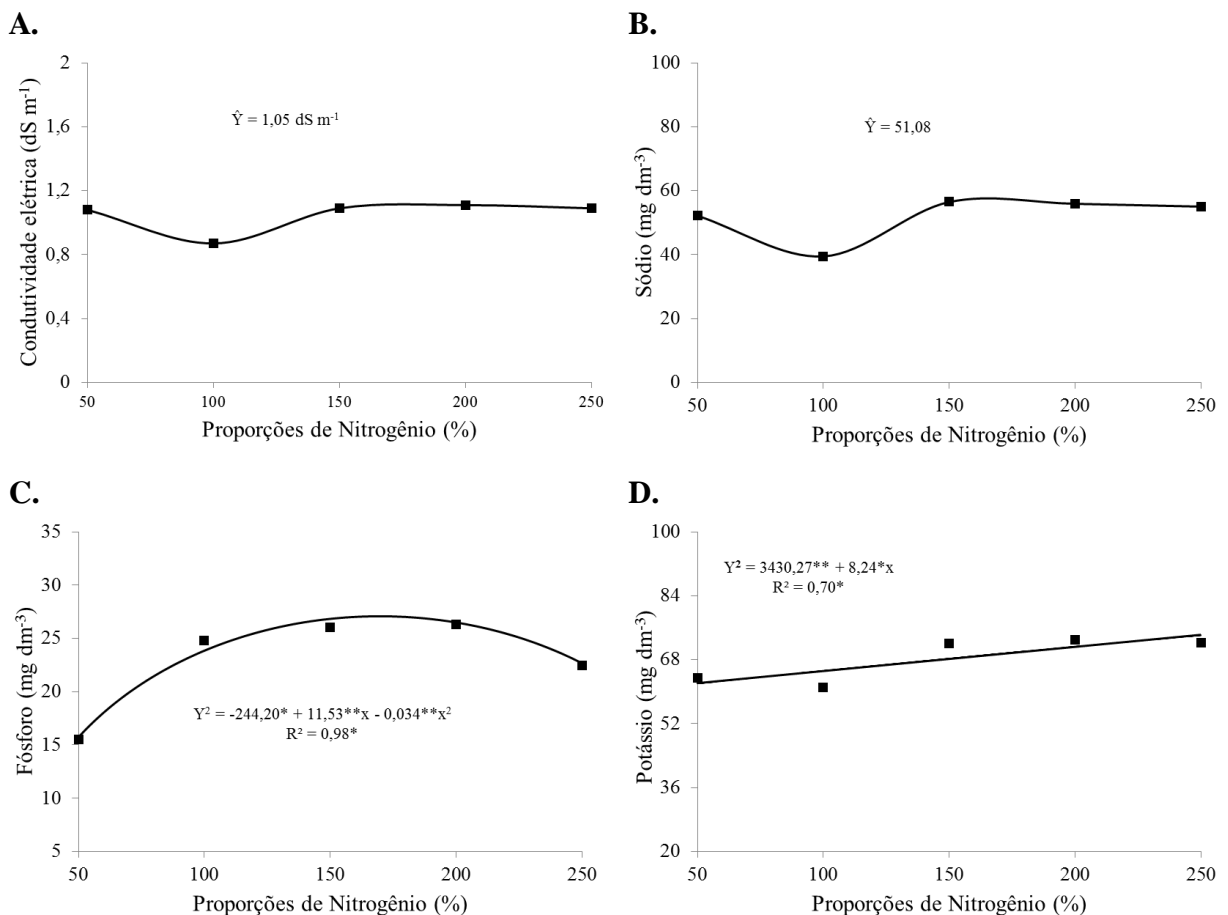 A.
Condutividade elétrica (dS m⁻¹)
2
1,6
1,2
0,8
0,4
0
Ŷ = 1,05 dS m⁻¹
50 100 150 200 250
Proporções de Nitrogênio (%)
B.
Sódio (mg dm⁻³)
100
80
60
40
20
0
Ŷ = 51,08
50 100 150 200 250
Proporções de Nitrogênio (%)
C.
Fósforo (mg dm⁻³)
35
30
25
20
15
10
5
Y² = -244,20* + 11,53**x - 0,034**x²
R² = 0,98*
50 100 150 200 250
Proporções de Nitrogênio (%)
D.
Potássio (mg dm⁻³)
100
84
68
52
36
20
Y² = 3430,27** + 8,24*x
R² = 0,70*
50 100 150 200 250
Proporções de Nitrogênio (%)